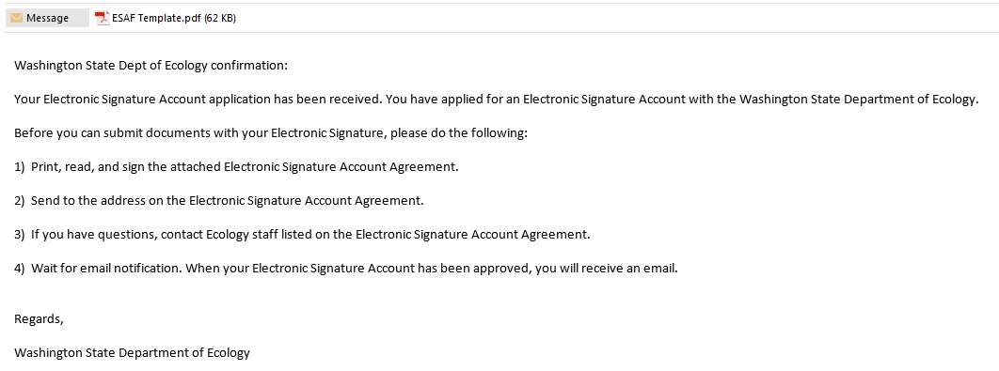 Message ESAF Template.pdf (62 KB)
Washington State Dept of Ecology confirmation:
Your Electronic Signature Account application has been received. You have applied for an Electronic Signature Account with the Washington State Department of Ecology.
Before you can submit documents with your Electronic Signature, please do the following:
1) Print, read, and sign the attached Electronic Signature Account Agreement.
2) Send to the address on the Electronic Signature Account Agreement.
3) If you have questions, contact Ecology staff listed on the Electronic Signature Account Agreement.
4) Wait for email notification. When your Electronic Signature Account has been approved, you will receive an email.
Regards,
Washington State Department of Ecology